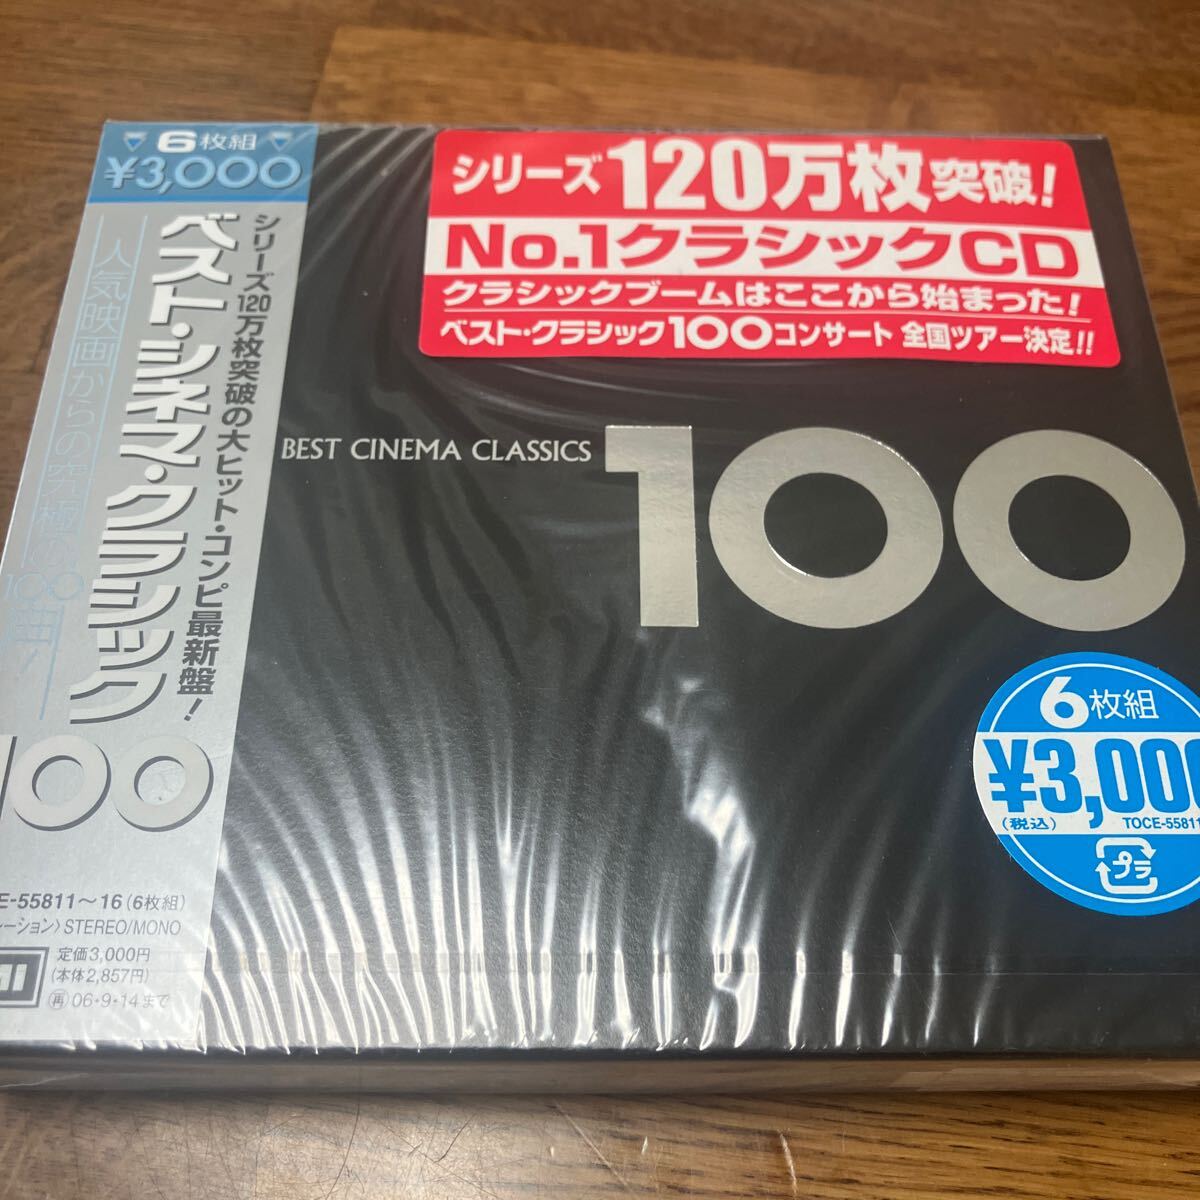 6枚組
¥3,000
シリーズ120万枚突破の大ヒット・コンピ最新盤!
ベスト・シネマ・クラシック
100
人気映画からの究極の100曲!
E-55811〜16(6枚組)
レーション〉STEREO/MONO
定価3,000円
(本体2,857円)
再 06・9・14まで
シリーズ120万枚突破!
No.1クラシックCD
クラシックブームはここから始まった!
ベスト・クラシック100コンサート 全国ツアー決定!!
BEST CINEMA CLASSICS 100
6枚組
¥3,000
(税込) TOCE-55811
プラ